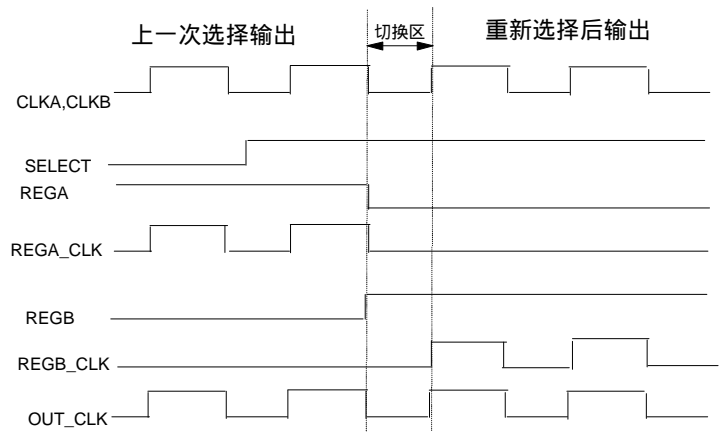 上一次选择输出
切换区
重新选择后输出
CLKA,CLKB
SELECT
REGA
REGA_CLK
REGB
REGB_CLK
OUT_CLK